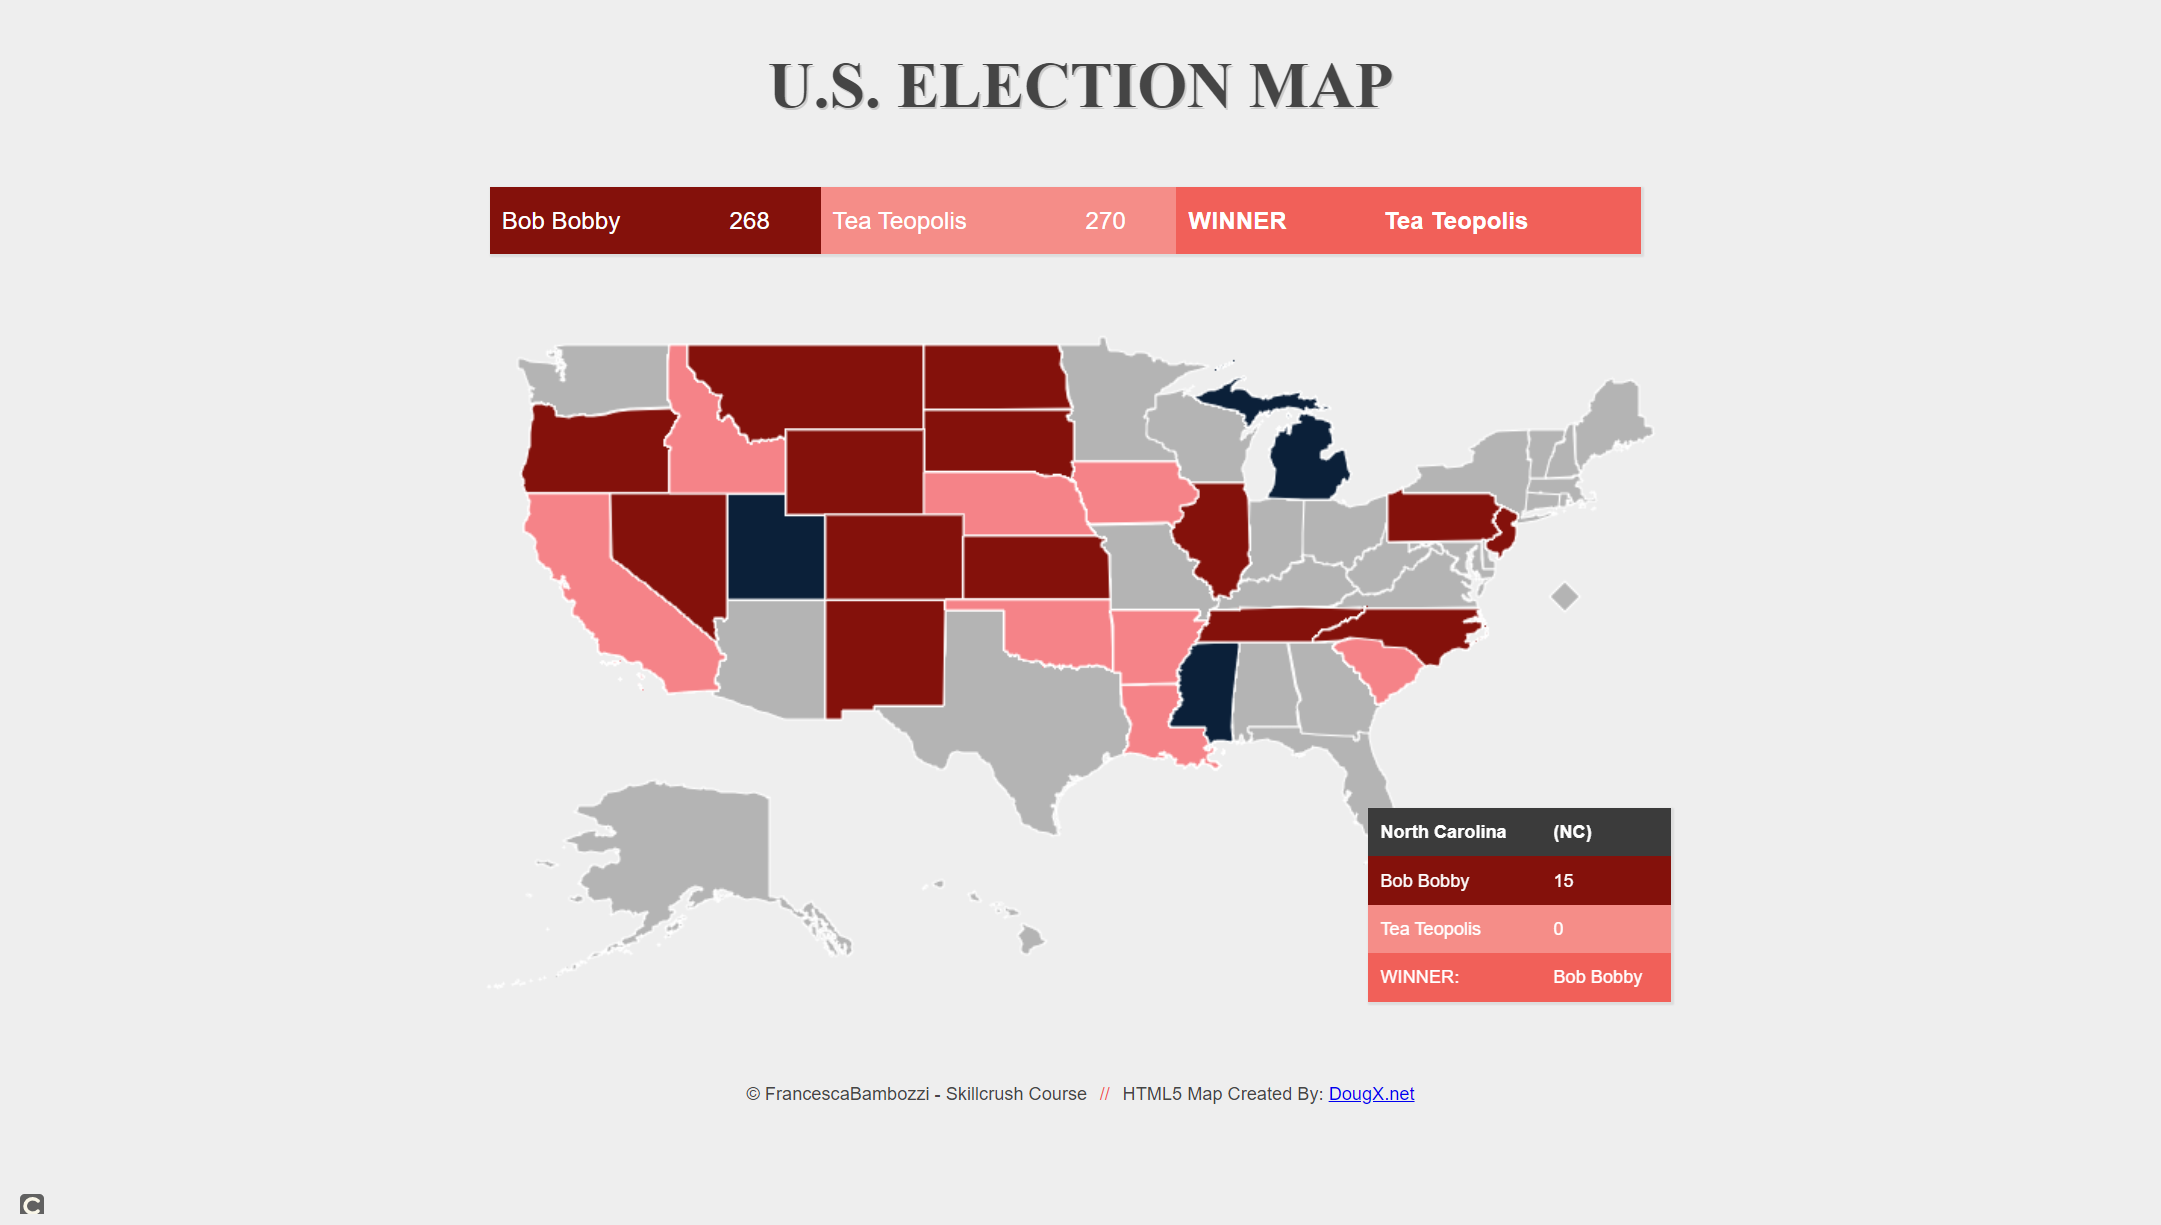 U.S. ELECTION MAP
Bob Bobby 268 Tea Teopolis 270 WINNER Tea Teopolis
North Carolina (NC)
Bob Bobby 15
Tea Teopolis 0
WINNER: Bob Bobby
© FrancescaBambozzi - Skillcrush Course // HTML5 Map Created By: DougX.net
C